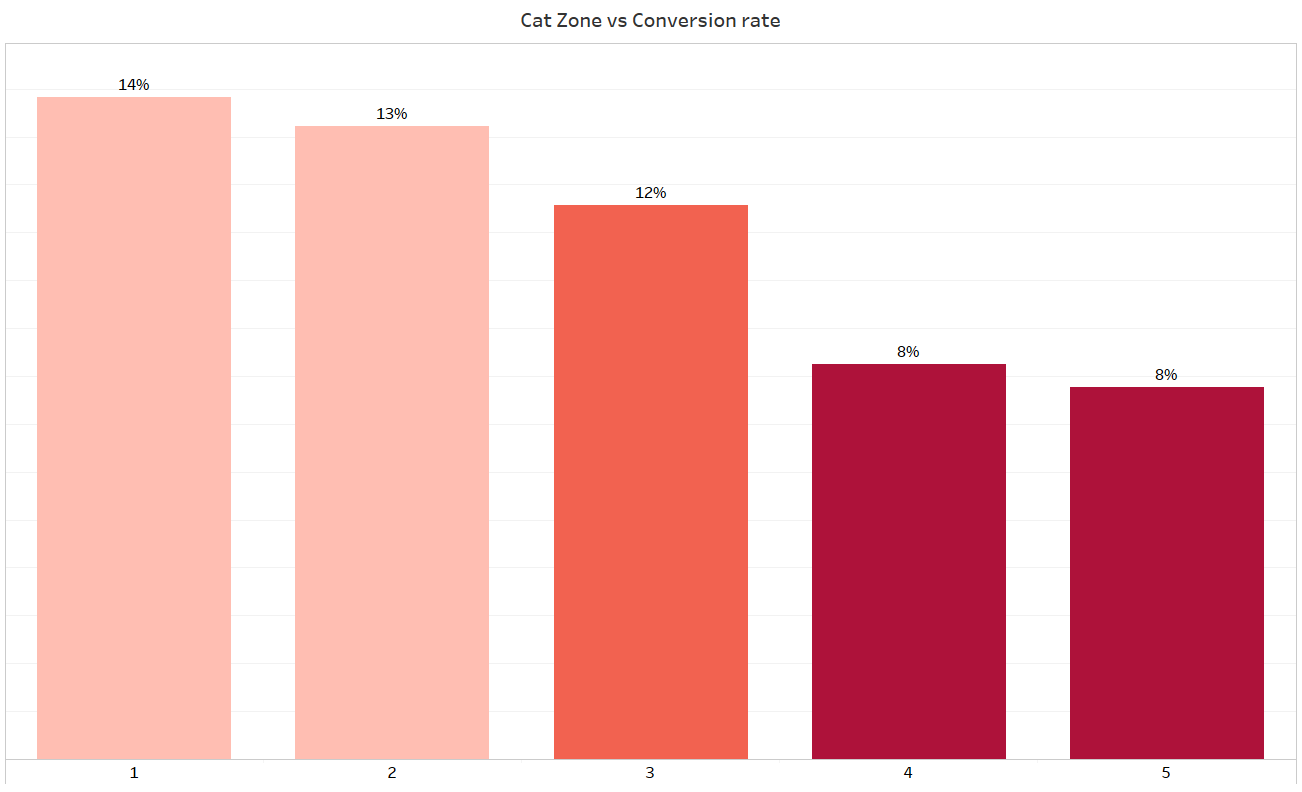 Cat Zone vs Conversion rate
14%
13%
12%
8%
8%
1 2 3 4 5